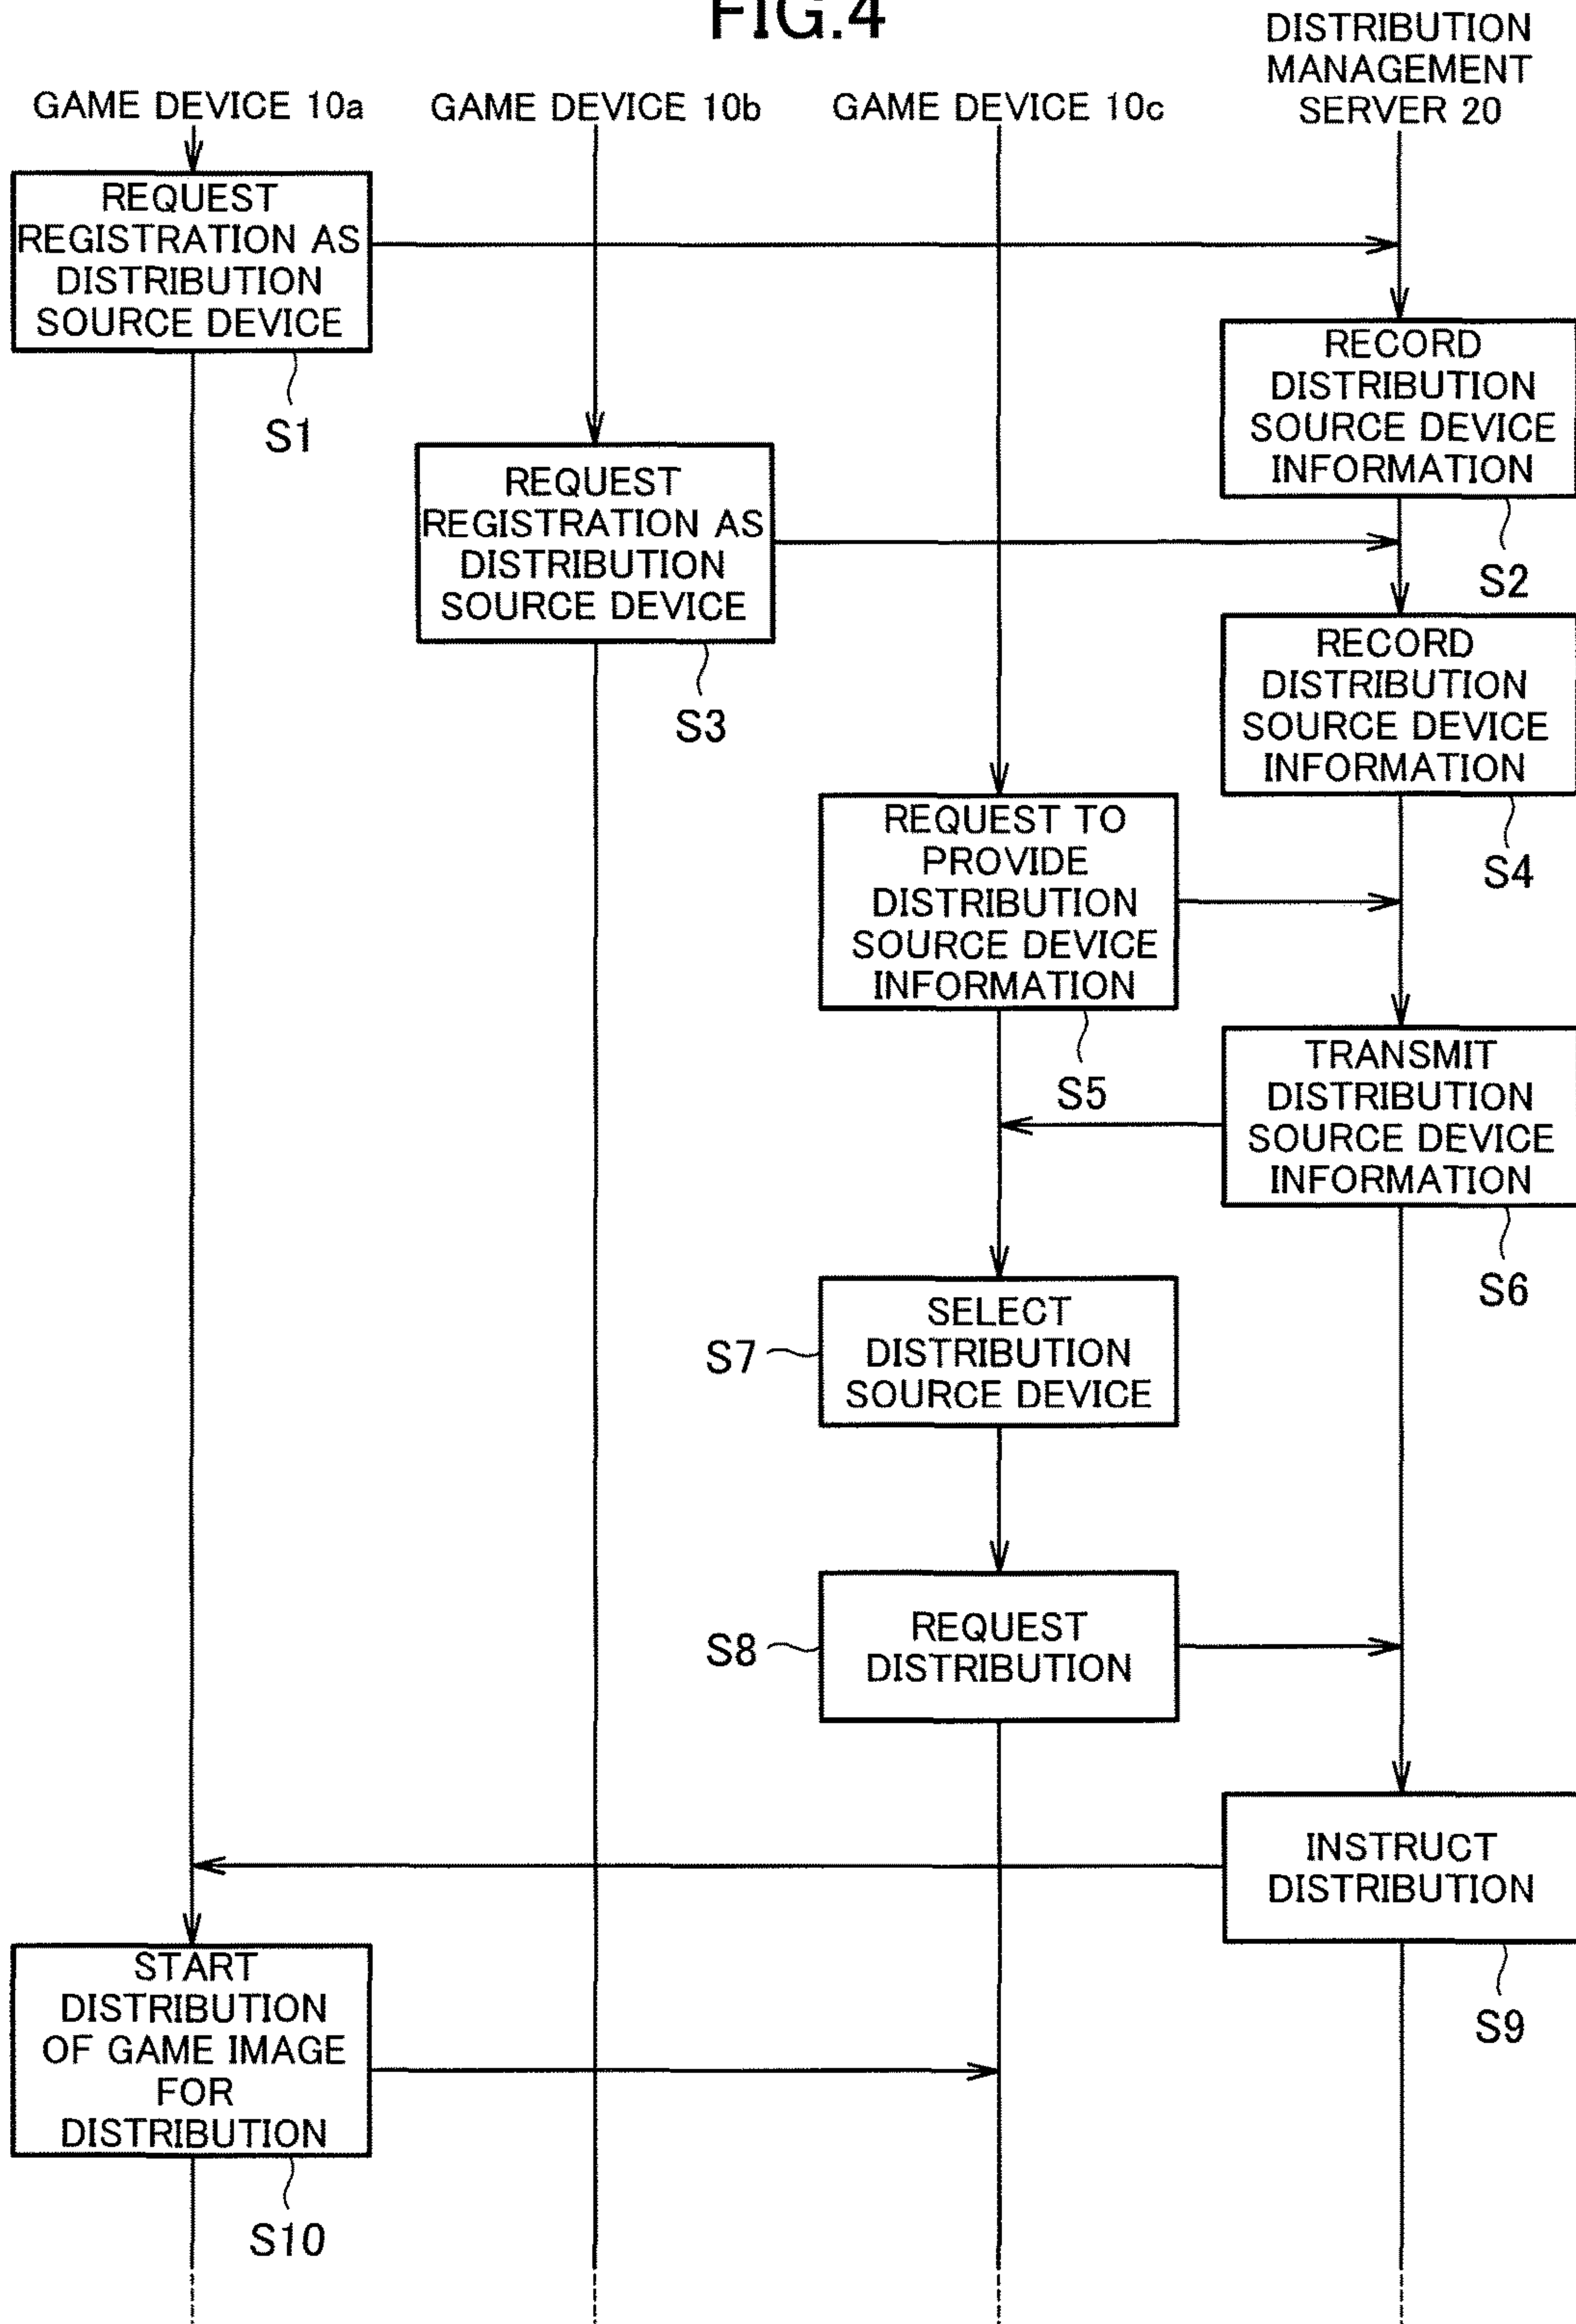 FIG.4
DISTRIBUTION
MANAGEMENT
SERVER 20
GAME DEVICE 10a
GAME DEVICE 10b
GAME DEVICE 10c
REQUEST
REGISTRATION AS
DISTRIBUTION
SOURCE DEVICE
S1
RECORD
DISTRIBUTION
SOURCE DEVICE
INFORMATION
S2
REQUEST
REGISTRATION AS
DISTRIBUTION
SOURCE DEVICE
S3
RECORD
DISTRIBUTION
SOURCE DEVICE
INFORMATION
S4
REQUEST TO
PROVIDE
DISTRIBUTION
SOURCE DEVICE
INFORMATION
S5
TRANSMIT
DISTRIBUTION
SOURCE DEVICE
INFORMATION
S6
SELECT
DISTRIBUTION
SOURCE DEVICE
S7
REQUEST
DISTRIBUTION
S8
INSTRUCT
DISTRIBUTION
S9
START
DISTRIBUTION
OF GAME IMAGE
FOR
DISTRIBUTION
S10